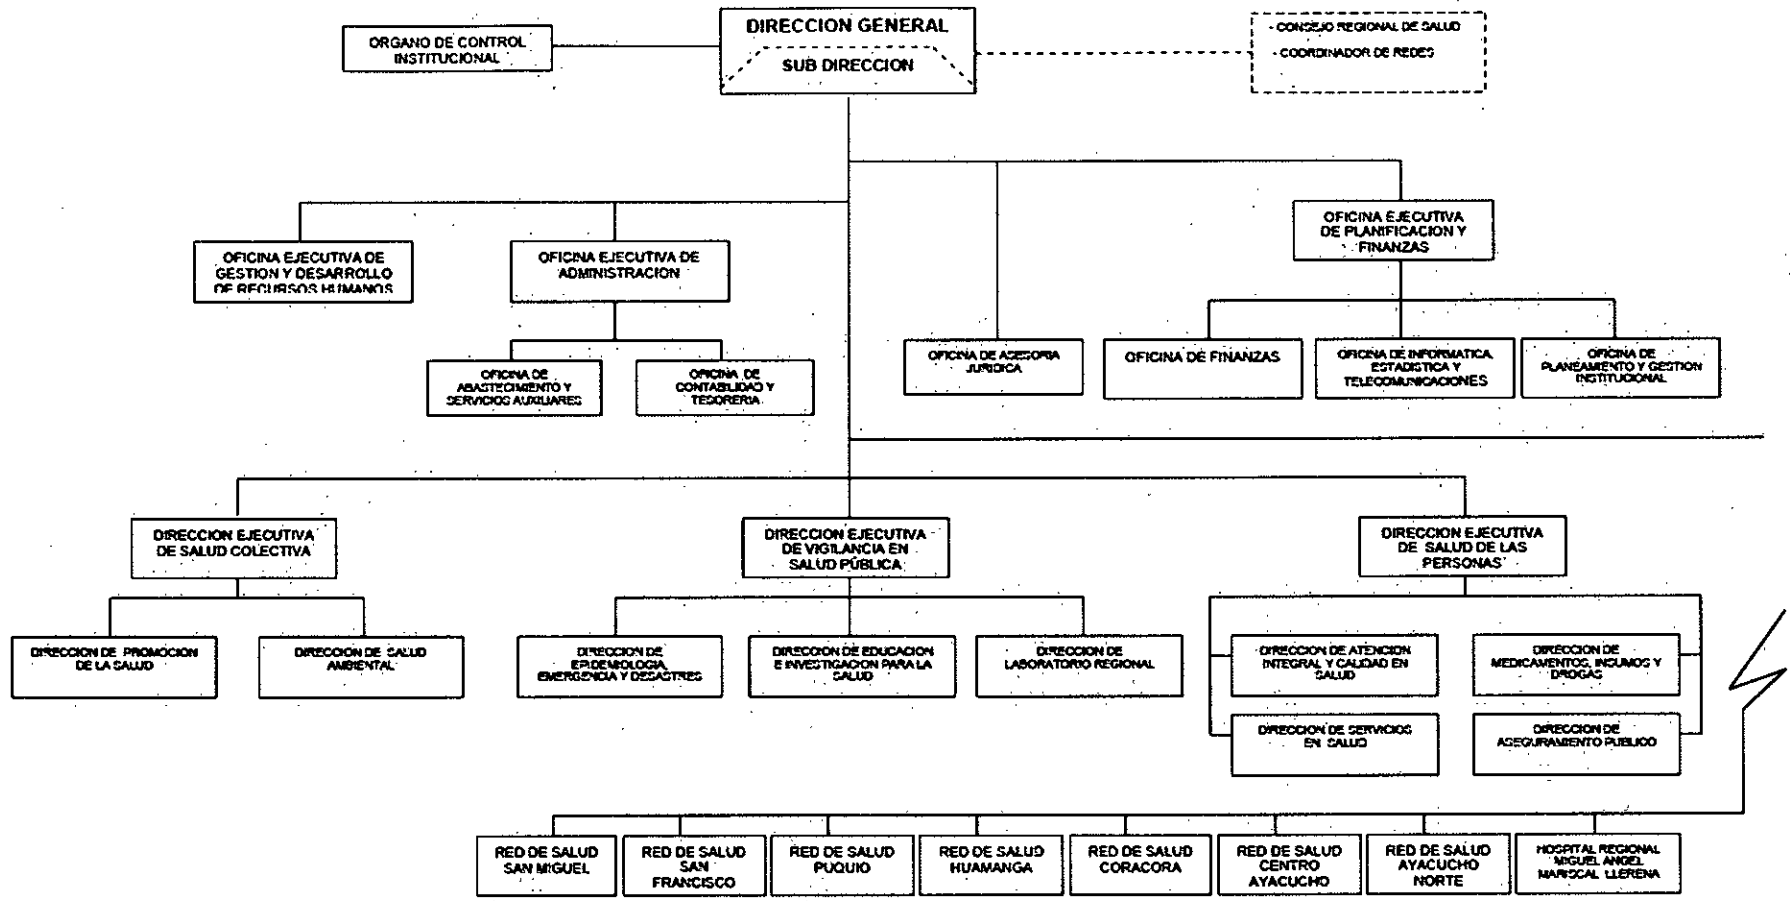 DIRECCION GENERAL
SUB DIRECCION
ORGANO DE CONTROL
INSTITUCIONAL
- CONSEJO REGIONAL DE SALUD
- COORDINADOR DE REDES
OFICINA EJECUTIVA
DE PLANIFICACION Y
FINANZAS
OFICINA EJECUTIVA DE
GESTION Y DESARROLLO
DE RECURSOS HUMANOS
OFICINA EJECUTIVA DE
ADMINISTRACION
OFICINA DE
ABASTECIMIENTO Y
SERVICIOS AUXILIARES
OFICINA DE
CONTABILIDAD Y
TESORERIA
OFICINA DE ASESORIA
JURIDICA
OFICINA DE FINANZAS
OFICINA DE INFORMATICA,
ESTADISTICA Y
TELECOMUNICACIONES
OFICINA DE
PLANEAMIENTO Y GESTION
INSTITUCIONAL
DIRECCION EJECUTIVA
DE SALUD COLECTIVA
DIRECCION EJECUTIVA
DE VIGILANCIA EN
SALUD PÚBLICA
DIRECCION EJECUTIVA
DE SALUD DE LAS
PERSONAS
DIRECCION DE PROMOCION
DE LA SALUD
DIRECCION DE SALUD
AMBIENTAL
DIRECCION DE
EPIDEMIOLOGIA,
EMERGENCIA Y DESASTRES
DIRECCION DE EDUCACION
E INVESTIGACION PARA LA
SALUD
DIRECCION DE
LABORATORIO REGIONAL
DIRECCION DE ATENCION
INTEGRAL Y CALIDAD EN
SALUD
DIRECCION DE
MEDICAMENTOS, INSUMOS Y
DROGAS
DIRECCION DE SERVICIOS
EN SALUD
DIRECCION DE
ASEGURAMIENTO PUBLICO
RED DE SALUD
SAN MIGUEL
RED DE SALUD
SAN
FRANCISCO
RED DE SALUD
PUQUIO
RED DE SALUD
HUAMANGA
RED DE SALUD
CORACORA
RED DE SALUD
CENTRO
AYACUCHO
RED DE SALUD
AYACUCHO
NORTE
HOSPITAL REGIONAL
MIGUEL ANGEL
MARISCAL LLERENA